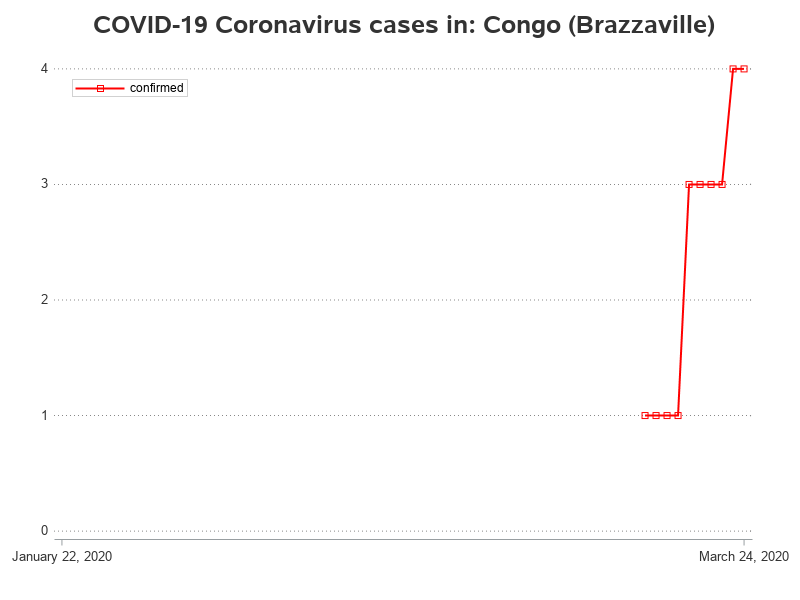 COVID-19 Coronavirus cases in: Congo (Brazzaville)
4
confirmed
3
2
1
0
January 22, 2020
March 24, 2020